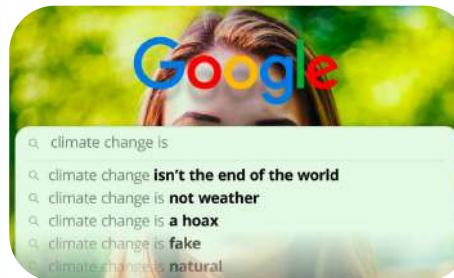 Google
climate change is
climate change isn't the end of the world
climate change is not weather
climate change is a hoax
climate change is fake
climate change is natural